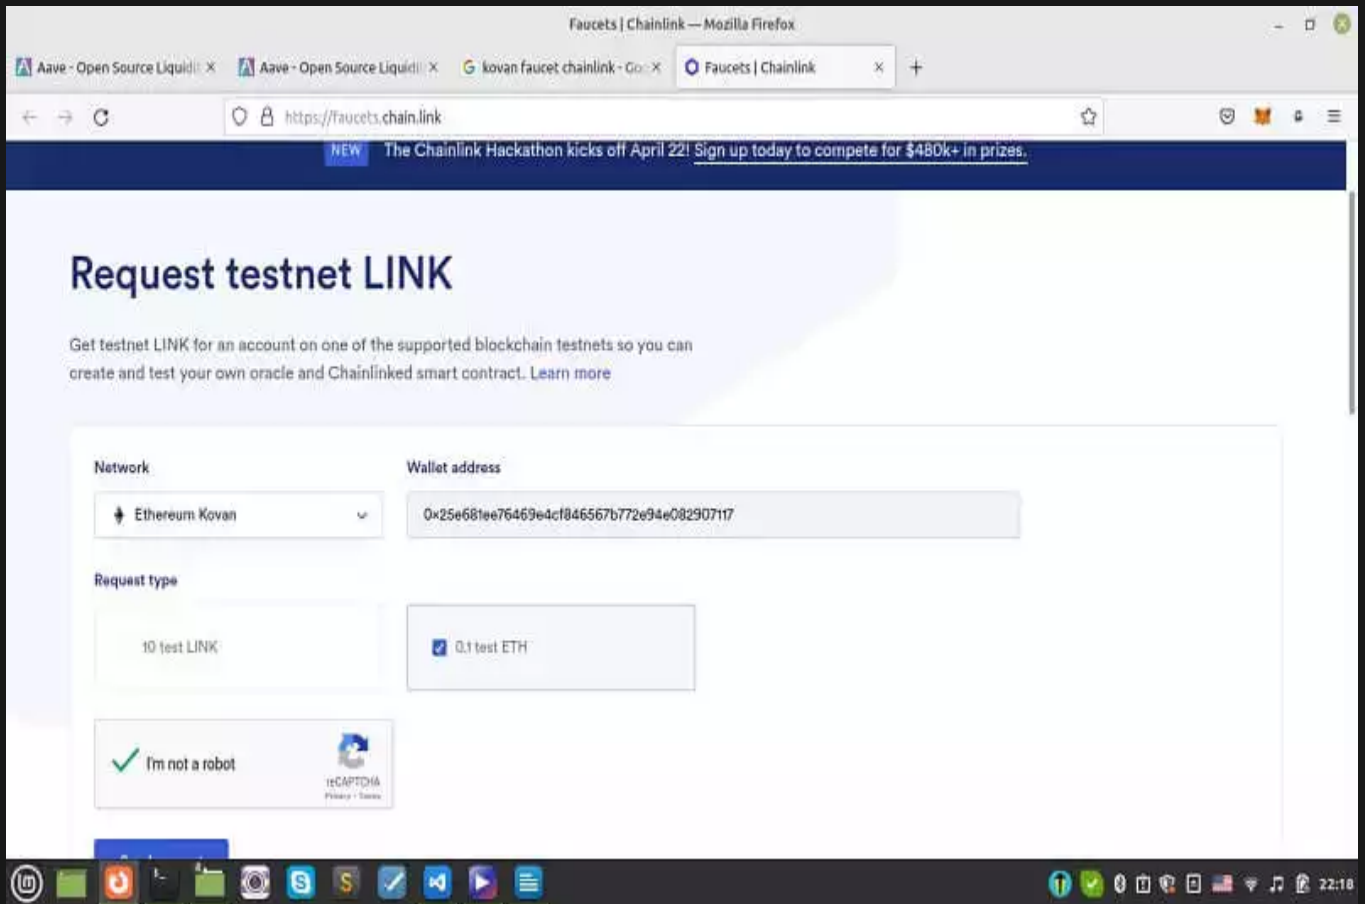 Faucets | Chainlink — Mozilla Firefox
Aave - Open Source Liquidi
Aave - Open Source Liquidi
kovan faucet chainlink - Go
Faucets | Chainlink
https://faucets.chain.link
NEW The Chainlink Hackathon kicks off April 22! Sign up today to compete for $480k+ in prizes.
Request testnet LINK
Get testnet LINK for an account on one of the supported blockchain testnets so you can
create and test your own oracle and Chainlinked smart contract. Learn more
Network
Wallet address
Ethereum Kovan
0x25e681ee76469e4cf846567b772e94e082907117
Request type
10 test LINK
0.1 test ETH
I'm not a robot
reCAPTCHA
Privacy - Terms
22:18